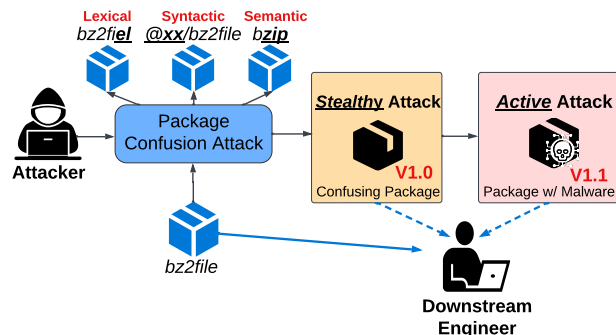 Lexical Syntactic Semantic
bz2fiel @xx/bz2file bzip
Package
Confusion Attack
Attacker
Stealthy Attack
V1.0
Confusing Package
Active Attack
V1.1
Package w/ Malware
bz2file
Downstream
Engineer